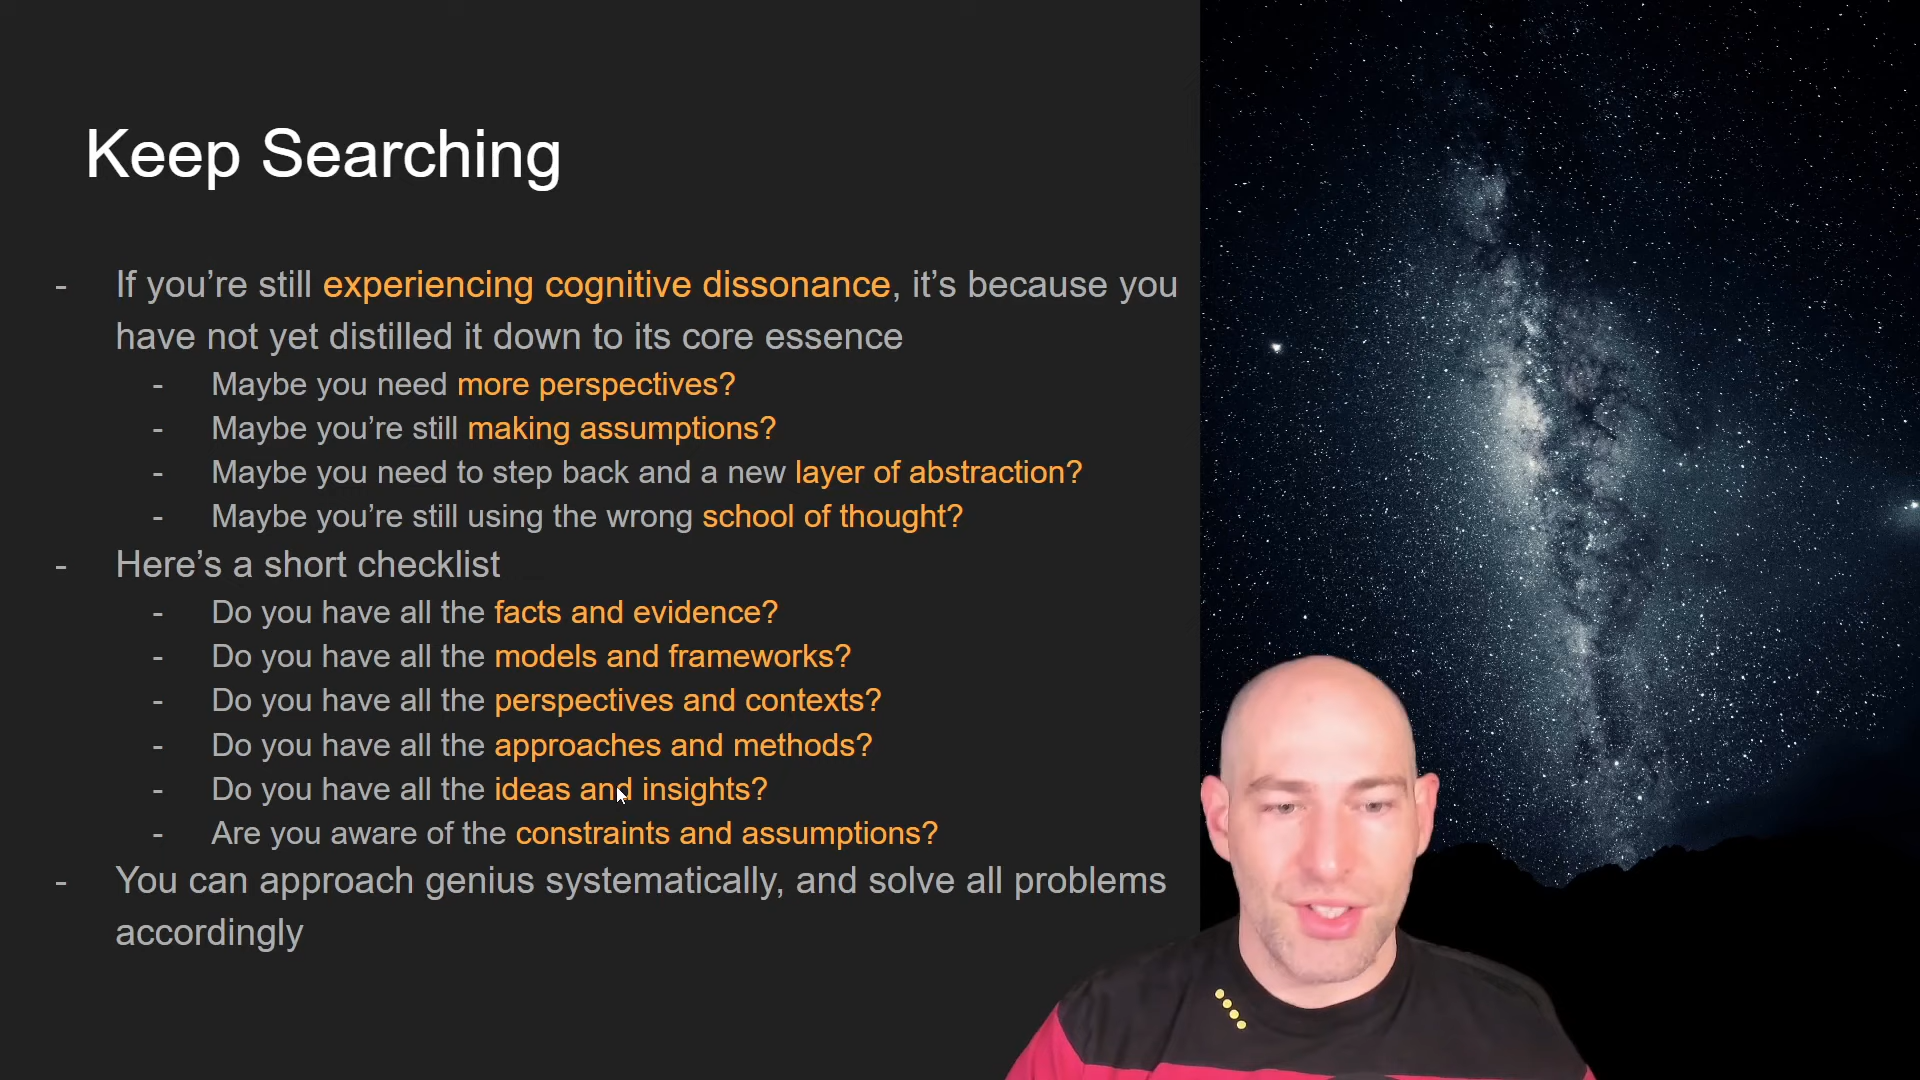 Keep Searching
- If you’re still experiencing cognitive dissonance, it’s because you
have not yet distilled it down to its core essence
- Maybe you need more perspectives?
- Maybe you’re still making assumptions?
- Maybe you need to step back and a new layer of abstraction?
- Maybe you’re still using the wrong school of thought?
- Here’s a short checklist
- Do you have all the facts and evidence?
- Do you have all the models and frameworks?
- Do you have all the perspectives and contexts?
- Do you have all the approaches and methods?
- Do you have all the ideas and insights?
- Are you aware of the constraints and assumptions?
- You can approach genius systematically, and solve all problems
accordingly